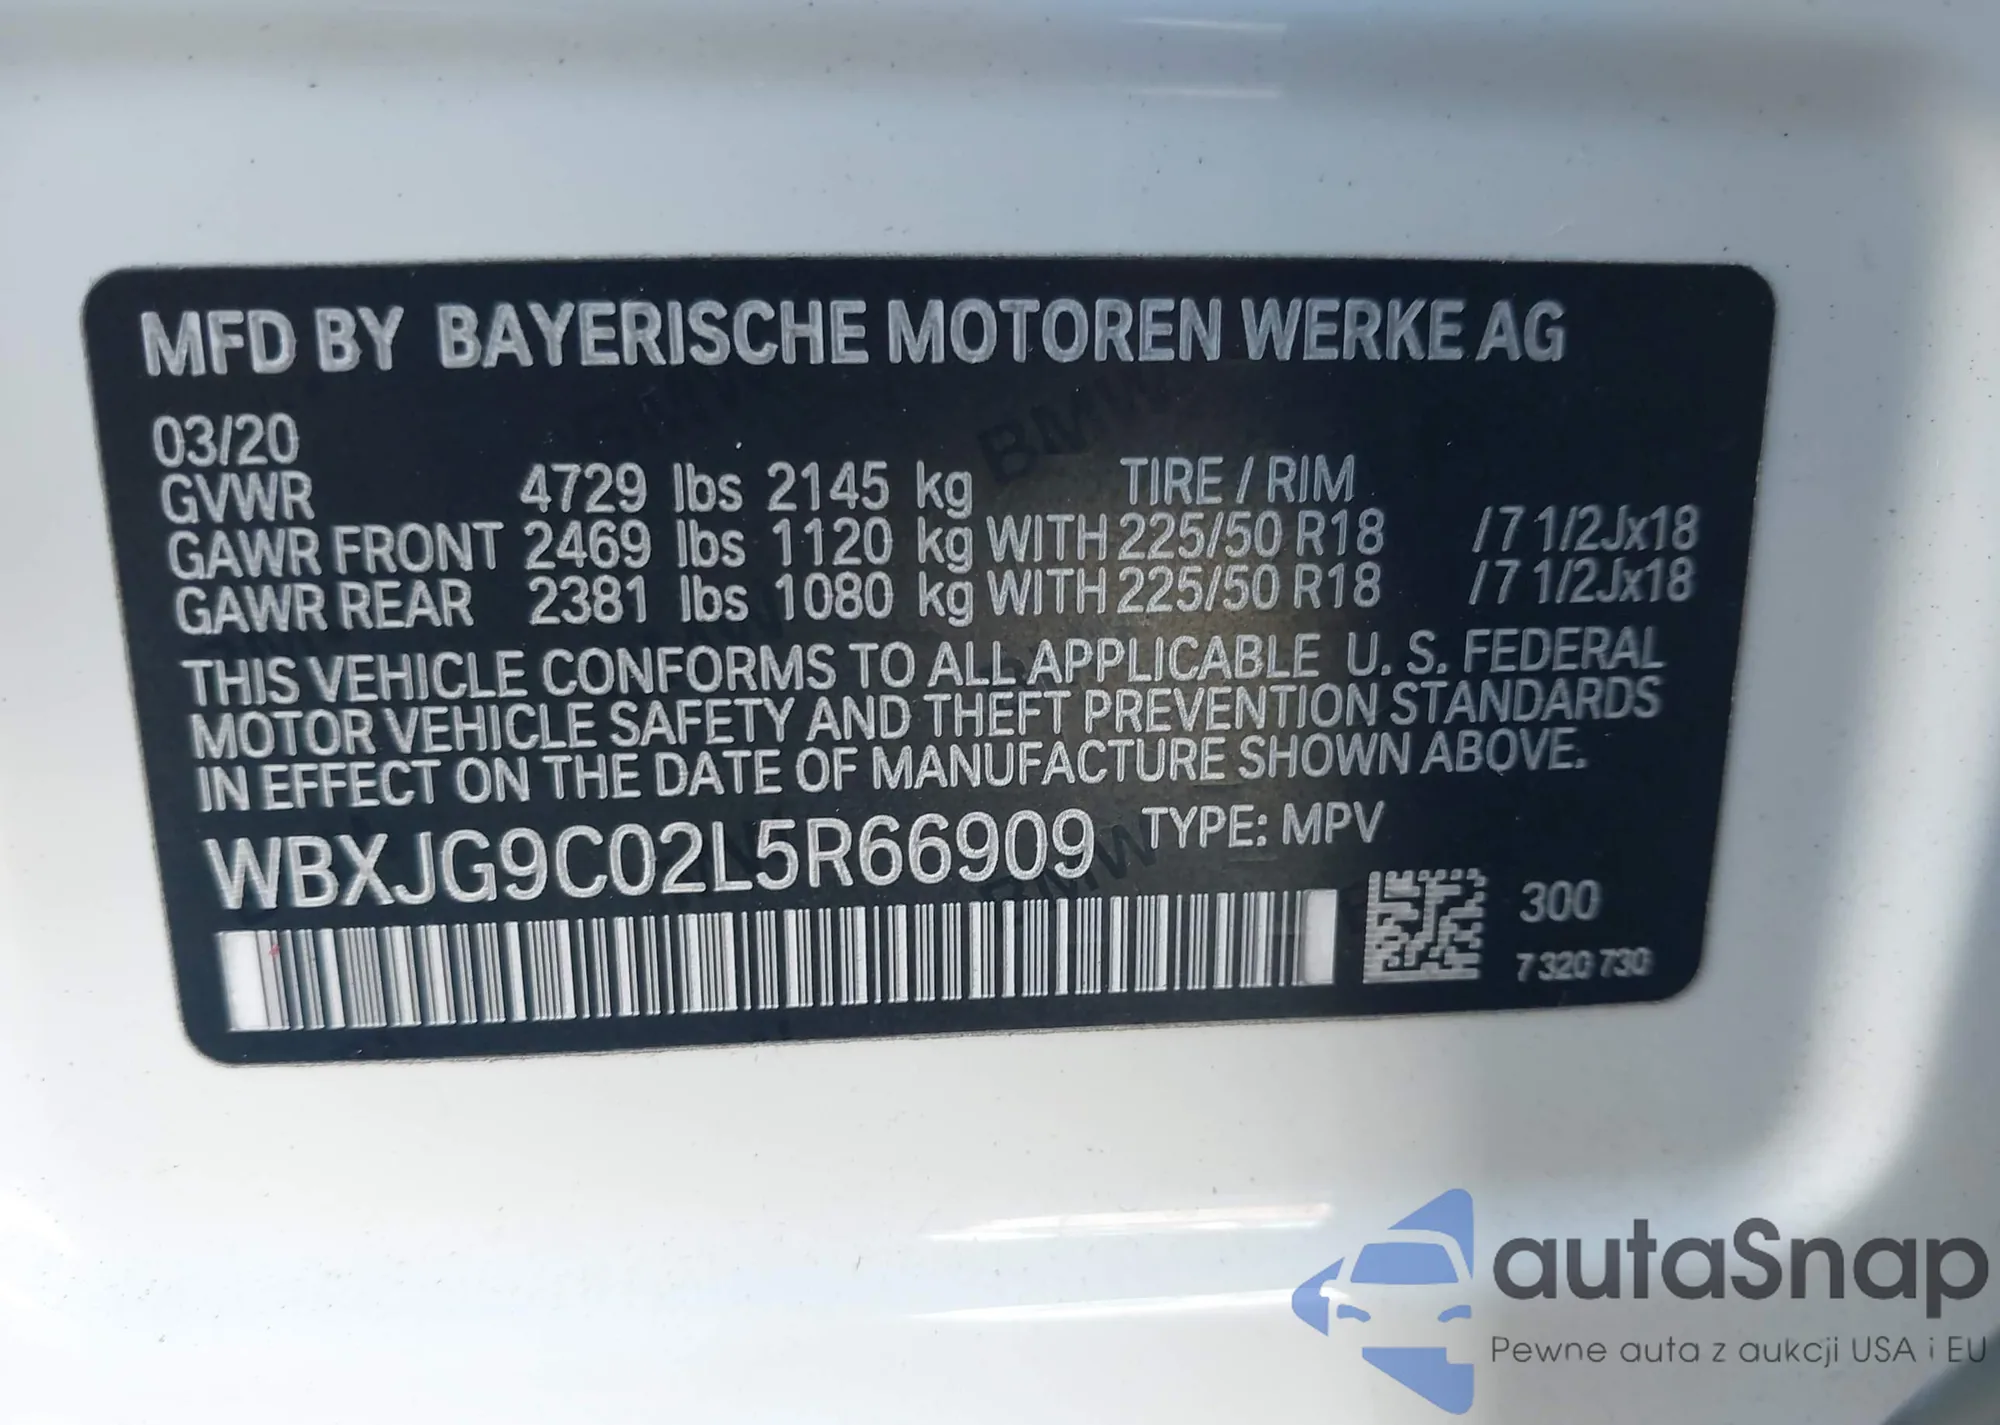 MFD BY BAYERISCHE MOTOREN WERKE AG
03/20
GVWR 4729 lbs 2145 kg TIRE / RIM
GAWR FRONT 2469 lbs 1120 kg WITH 225/50 R18 /7 1/2Jx18
GAWR REAR 2381 lbs 1080 kg WITH 225/50 R18 /7 1/2Jx18
THIS VEHICLE CONFORMS TO ALL APPLICABLE U. S. FEDERAL
MOTOR VEHICLE SAFETY AND THEFT PREVENTION STANDARDS
IN EFFECT ON THE DATE OF MANUFACTURE SHOWN ABOVE.
WBXJG9C02L5R66909 TYPE: MPV
300
7 320 730
autaSnap
Pewne auta z aukcji USA i EU